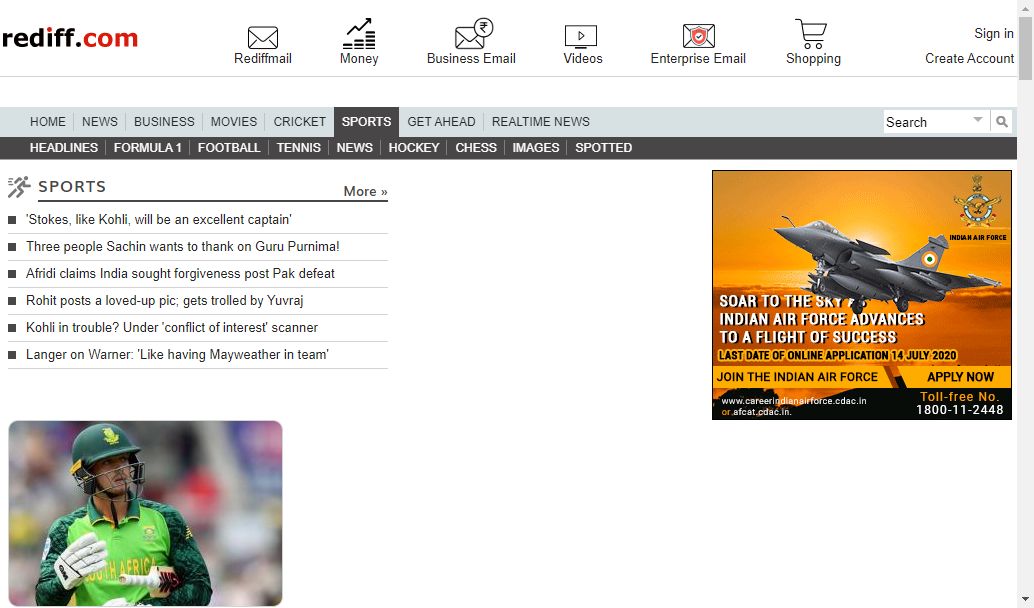 rediff.com
Rediffmail
Money
Business Email
Videos
Enterprise Email
Shopping
Sign in
Create Account
HOME NEWS BUSINESS MOVIES CRICKET SPORTS GET AHEAD REALTIME NEWS
Search
HEADLINES FORMULA 1 FOOTBALL TENNIS NEWS HOCKEY CHESS IMAGES SPOTTED
SPORTS
More »
'Stokes, like Kohli, will be an excellent captain'
Three people Sachin wants to thank on Guru Purnima!
Afridi claims India sought forgiveness post Pak defeat
Rohit posts a loved-up pic; gets trolled by Yuvraj
Kohli in trouble? Under 'conflict of interest' scanner
Langer on Warner: 'Like having Mayweather in team'
INDIAN AIR FORCE
SOAR TO THE SKY AS
INDIAN AIR FORCE ADVANCES
TO A FLIGHT OF SUCCESS
LAST DATE OF ONLINE APPLICATION 14 JULY 2020
JOIN THE INDIAN AIR FORCE
APPLY NOW
www.careerindianairforce.cdac.in
or afcat.cdac.in.
Toll-free No.
1800-11-2448
SOUTH AFRICA